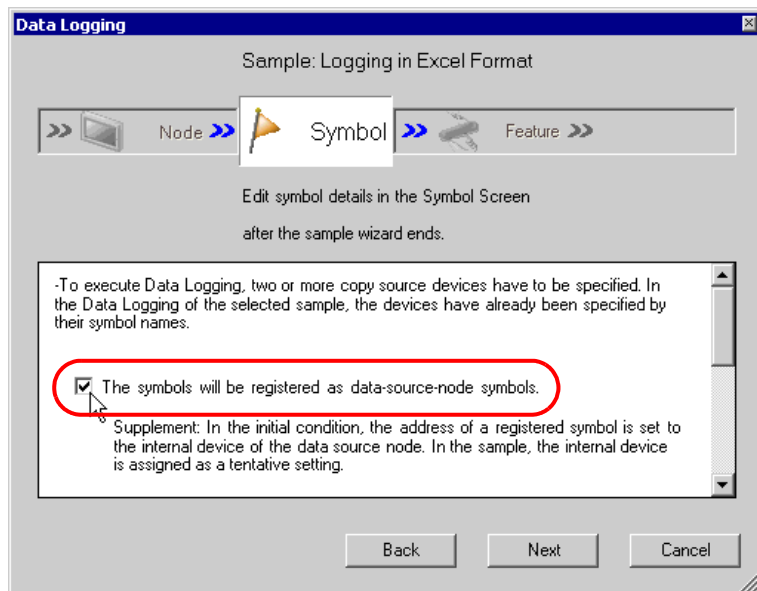 Data Logging
Sample: Logging in Excel Format
Node
Symbol
Feature
Edit symbol details in the Symbol Screen
after the sample wizard ends.
-To execute Data Logging, two or more copy source devices have to be specified. In
the Data Logging of the selected sample, the devices have already been specified by
their symbol names.
The symbols will be registered as data-source-node symbols.
Supplement: In the initial condition, the address of a registered symbol is set to
the internal device of the data source node. In the sample, the internal device
is assigned as a tentative setting.
Back
Next
Cancel